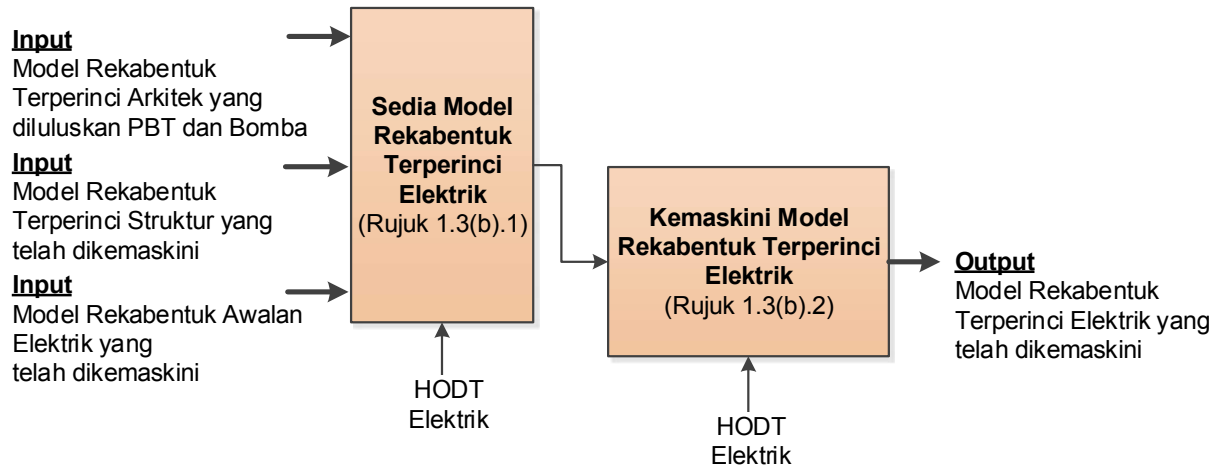 Input
Model Rekabentuk
Terperinci Arkitek yang
diluluskan PBT dan Bomba
Input
Model Rekabentuk
Terperinci Struktur yang
telah dikemaskini
Input
Model Rekabentuk Awalan
Elektrik yang
telah dikemaskini
Sedia Model
Rekabentuk
Terperinci
Elektrik
(Rujuk 1.3(b).1)
HODT
Elektrik
Kemaskini Model
Rekabentuk Terperinci
Elektrik
(Rujuk 1.3(b).2)
HODT
Elektrik
Output
Model Rekabentuk
Terperinci Elektrik yang
telah dikemaskini